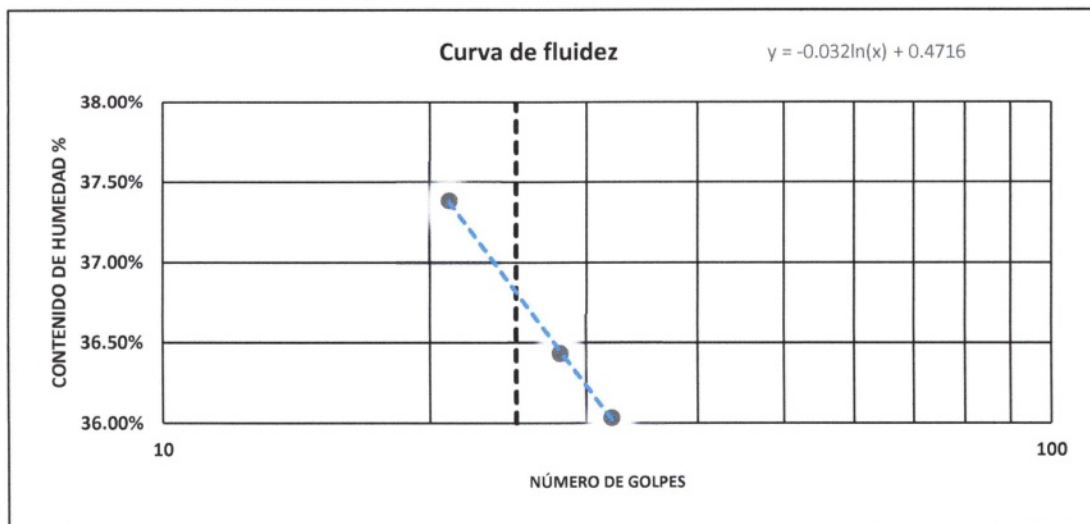 Curva de fluidez
y = -0.032ln(x) + 0.4716
CONTENIDO DE HUMEDAD %
38.00%
37.50%
37.00%
36.50%
36.00%
10
100
NÚMERO DE GOLPES